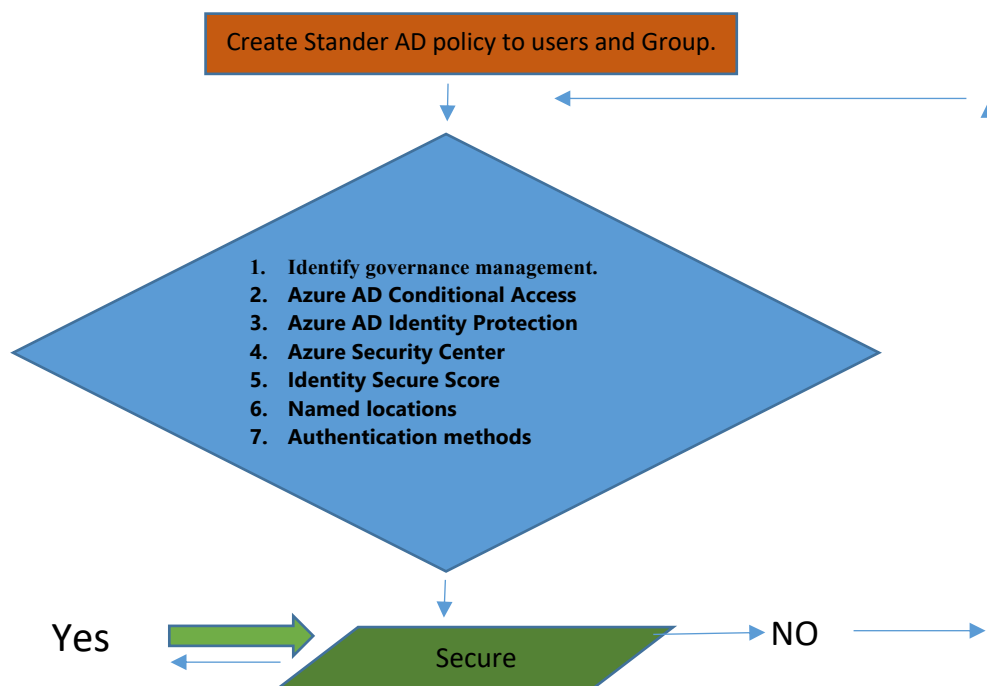 Create Stander AD policy to users and Group.
1. Identify governance management.
2. Azure AD Conditional Access
3. Azure AD Identity Protection
4. Azure Security Center
5. Identity Secure Score
6. Named locations
7. Authentication methods
Yes
Secure
NO